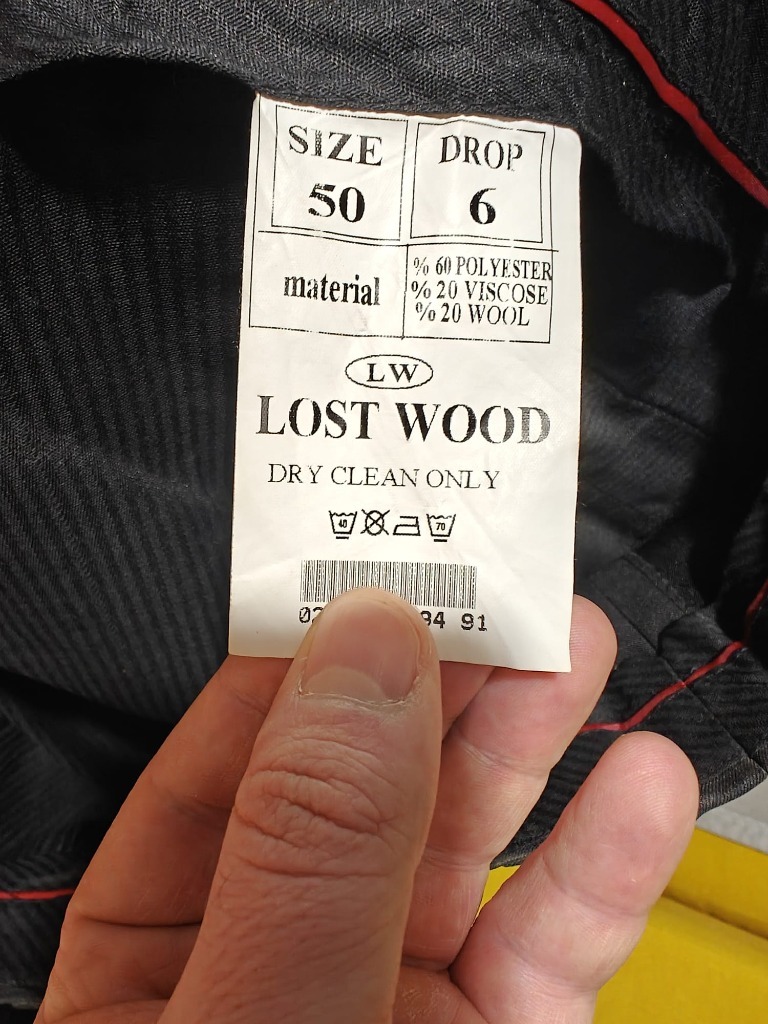 SIZE
50
DROP
6
material
% 60 POLYESTER
% 20 VISCOSE
% 20 WOOL
LW
LOST WOOD
DRY CLEAN ONLY
40
70
91